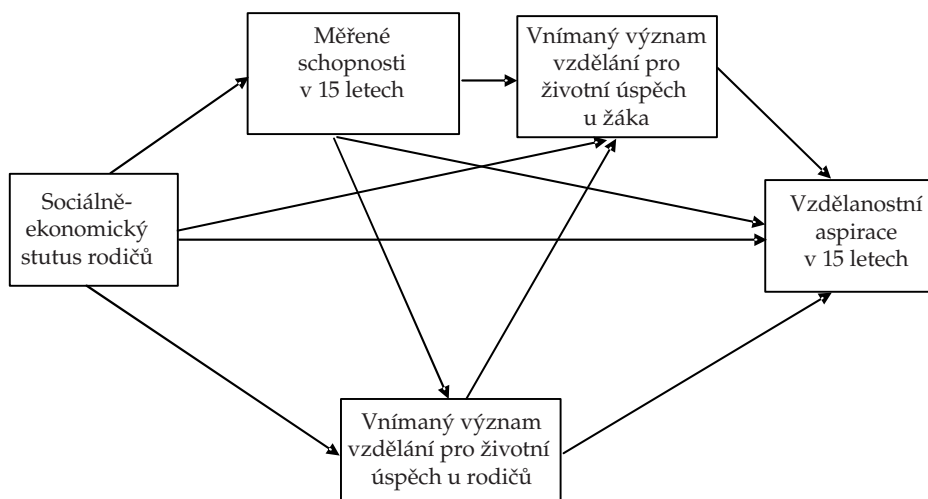 Měřené
schopnosti
v 15 letech
Vnímaný význam
vzdělání pro
životní úspěch
u žáka
Sociálně-
ekonomický
stutus rodičů
Vzdělanostní
aspirace
v 15 letech
Vnímaný význam
vzdělání pro životní
úspěch u rodičů